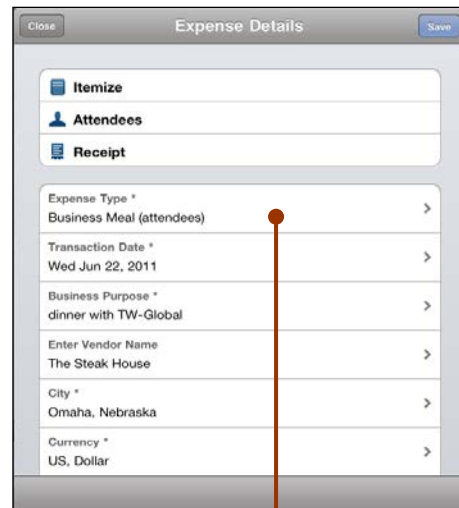 Close Expense Details Save
Itemize
Attendees
Receipt
Expense Type *
Business Meal (attendees)
Transaction Date *
Wed Jun 22, 2011
Business Purpose *
dinner with TW-Global
Enter Vendor Name
The Steak House
City *
Omaha, Nebraska
Currency *
US, Dollar